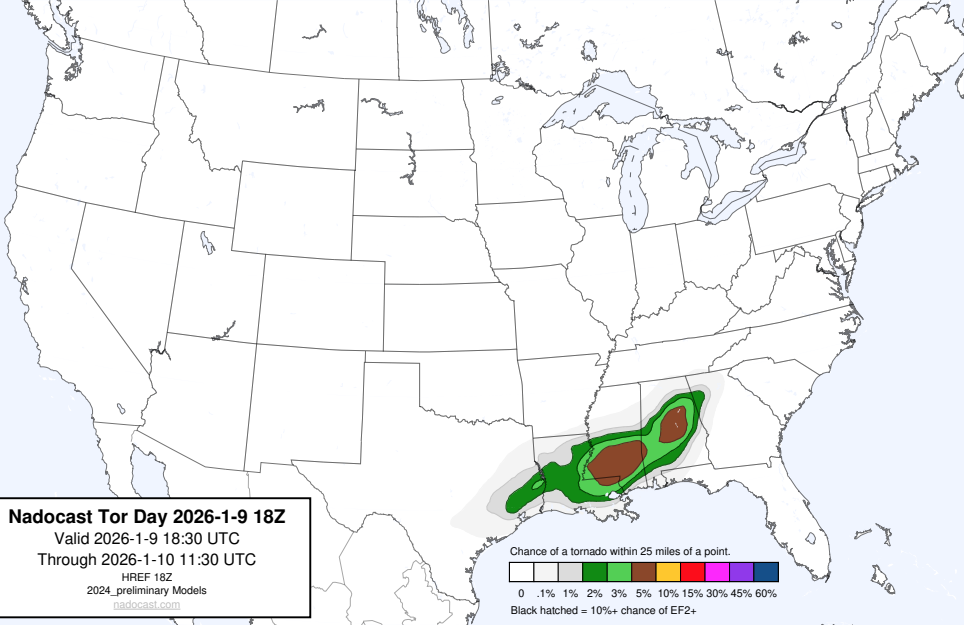 Nadocast Tor Day 2026-1-9 18Z
Valid 2026-1-9 18:30 UTC
Through 2026-1-10 11:30 UTC
HREF 18Z
2024_preliminary Models
nadocast.com
Chance of a tornado within 25 miles of a point.
0 .1% 1% 2% 3% 5% 10% 15% 30% 45% 60%
Black hatched = 10%+ chance of EF2+